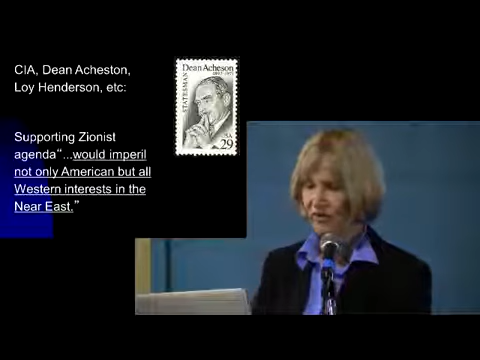 CIA, Dean Acheston,
Loy Henderson, etc:
Dean Acheson
STATESMAN
29
Supporting Zionist
agenda“...would imperil
not only American but all
Western interests in the
Near East.”